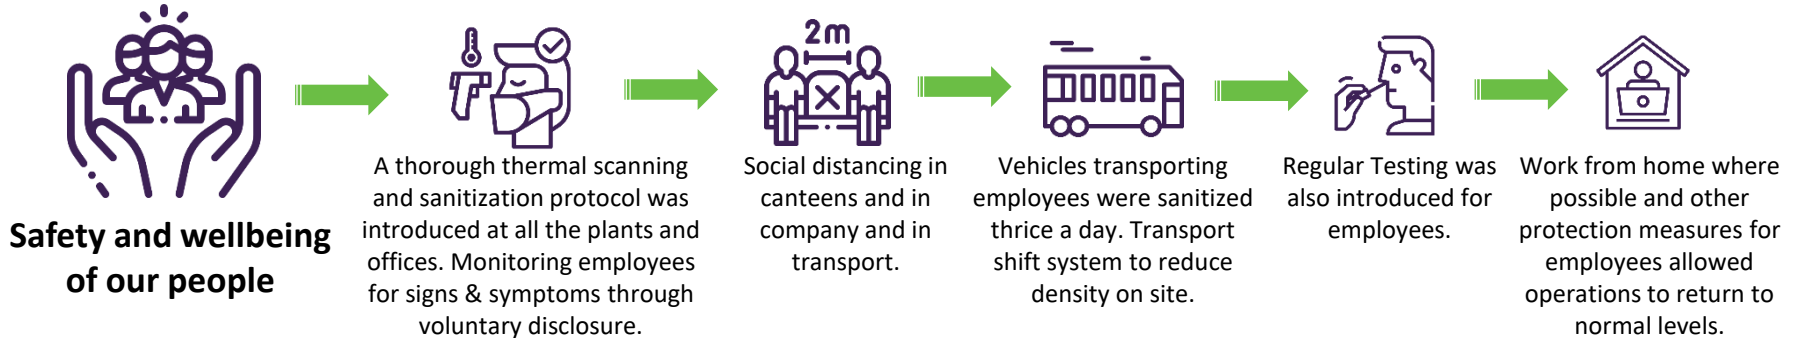 Safety and wellbeing
of our people
A thorough thermal scanning
and sanitization protocol was
introduced at all the plants and
offices. Monitoring employees
for signs & symptoms through
voluntary disclosure.
2m
Social distancing in
canteens and in
company and in
transport.
Vehicles transporting
employees were sanitized
thrice a day. Transport
shift system to reduce
density on site.
Regular Testing was
also introduced for
employees.
Work from home where
possible and other
protection measures for
employees allowed
operations to return to
normal levels.